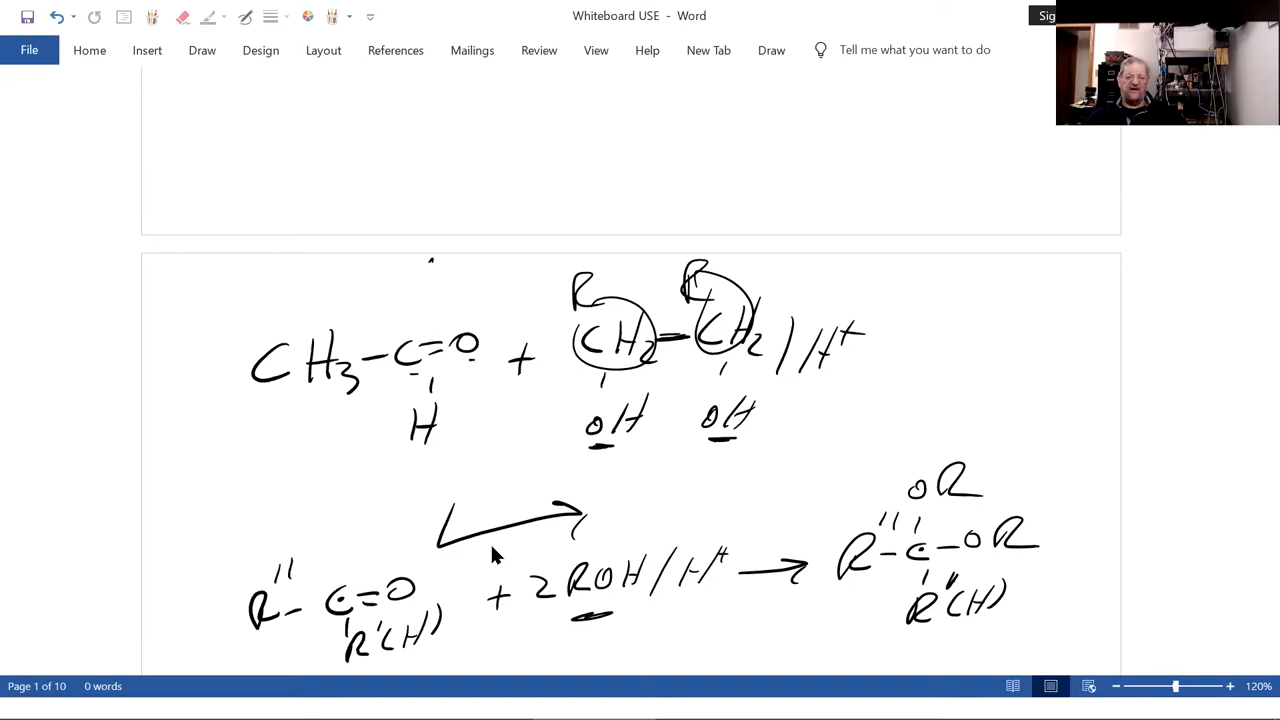 Whiteboard USE - Word
Sig
File Home Insert Draw Design Layout References Mailings Review View Help New Tab Draw Tell me what you want to do
R R
CH3-C=O + CH2-CH2/H+
H OH OH
OR
R''-C=O + 2ROH/H+ → R''-C-OR
R'(H) R''(H)
Page 1 of 10 0 words 120%